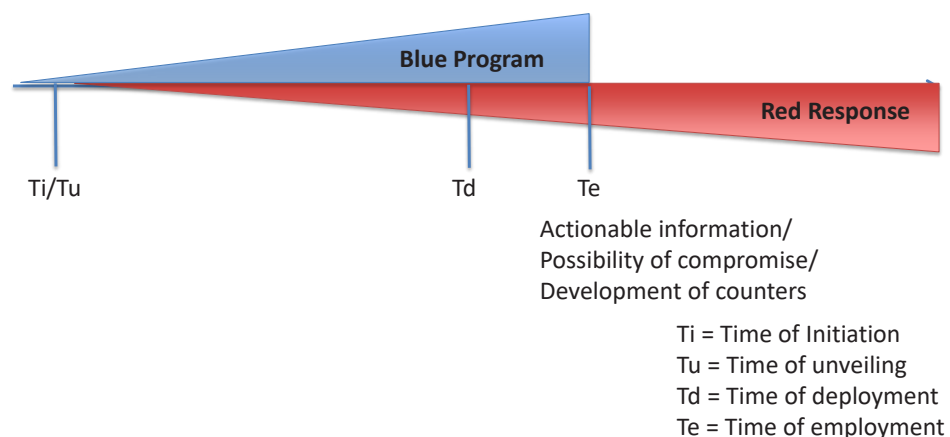 Blue Program
Red Response
Ti/Tu
Td
Te
Actionable information/
Possibility of compromise/
Development of counters
Ti = Time of Initiation
Tu = Time of unveiling
Td = Time of deployment
Te = Time of employment